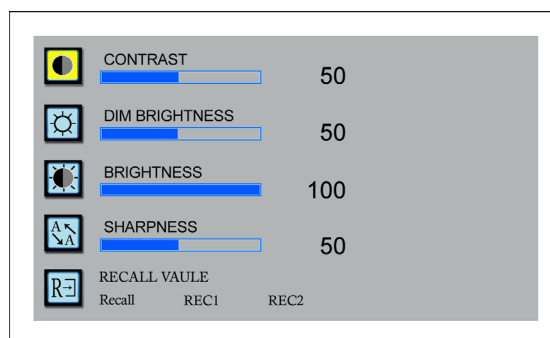 CONTRAST
50
DIM BRIGHTNESS
50
BRIGHTNESS
100
A
A
SHARPNESS
50
R
RECALL VAULE
Recall REC1 REC2